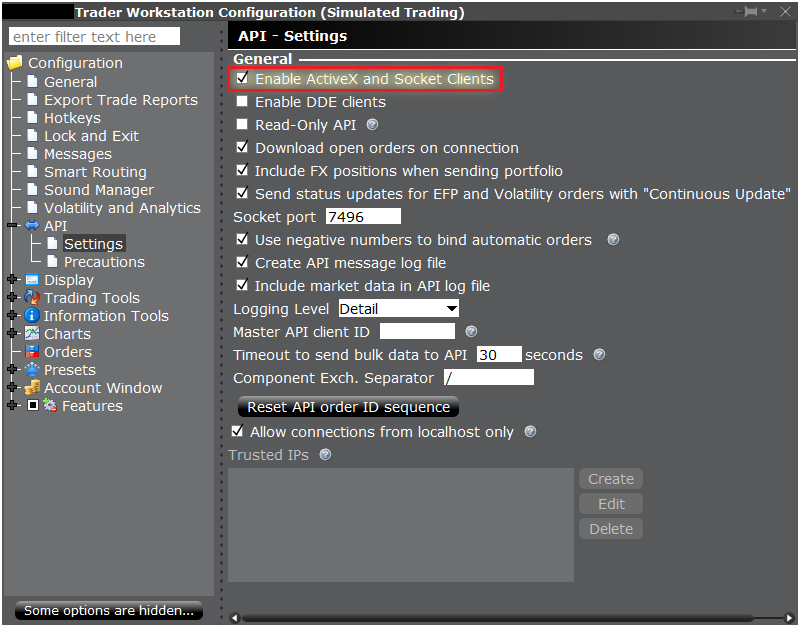 Trader Workstation Configuration (Simulated Trading)
enter filter text here
Configuration
General
Export Trade Reports
Hotkeys
Lock and Exit
Messages
Smart Routing
Sound Manager
Volatility and Analytics
API
Settings
Precautions
Display
Trading Tools
Information Tools
Charts
Orders
Presets
Account Window
Features
Some options are hidden...
API - Settings
General
Enable ActiveX and Socket Clients
Enable DDE clients
Read-Only API ?
Download open orders on connection
Include FX positions when sending portfolio
Send status updates for EFP and Volatility orders with "Continuous Update"
Socket port 7496
Use negative numbers to bind automatic orders ?
Create API message log file
Include market data in API log file
Logging Level Detail
Master API client ID ?
Timeout to send bulk data to API 30 seconds ?
Component Exch. Separator /
Reset API order ID sequence
Allow connections from localhost only ?
Trusted IPs ?
Create
Edit
Delete